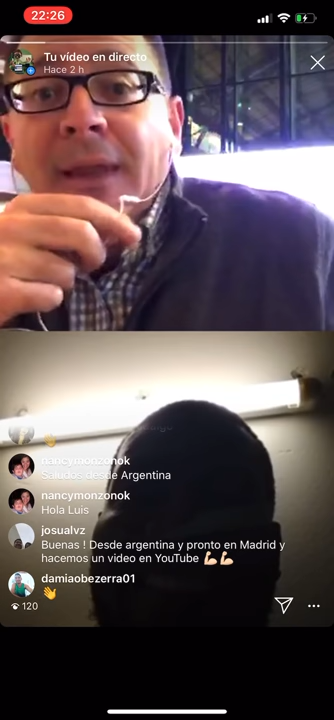 22:26
Tu vídeo en directo
Hace 2 h
nancymonzonok
Saludos desde Argentina
nancymonzonok
Hola Luis
josualvz
Buenas ! Desde argentina y pronto en Madrid y
hacemos un video en YouTube 💪🏻💪🏻
damiaobezerra01
👋
120